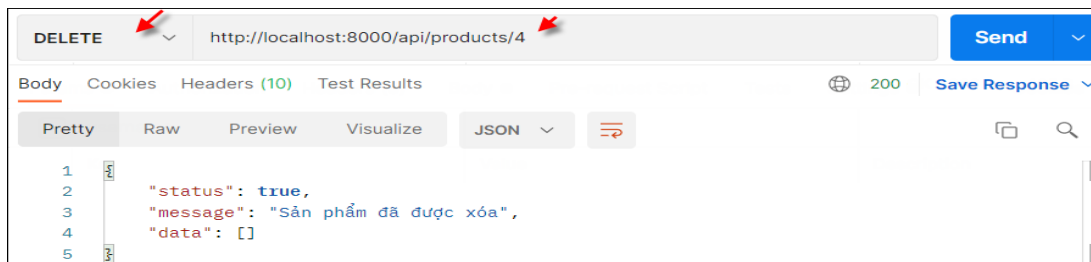 DELETE http://localhost:8000/api/products/4 Send
Body Cookies Headers (10) Test Results 200 Save Response
Pretty Raw Preview Visualize JSON
1 {
2 "status": true,
3 "message": "Sản phẩm đã được xóa",
4 "data": []
5 }